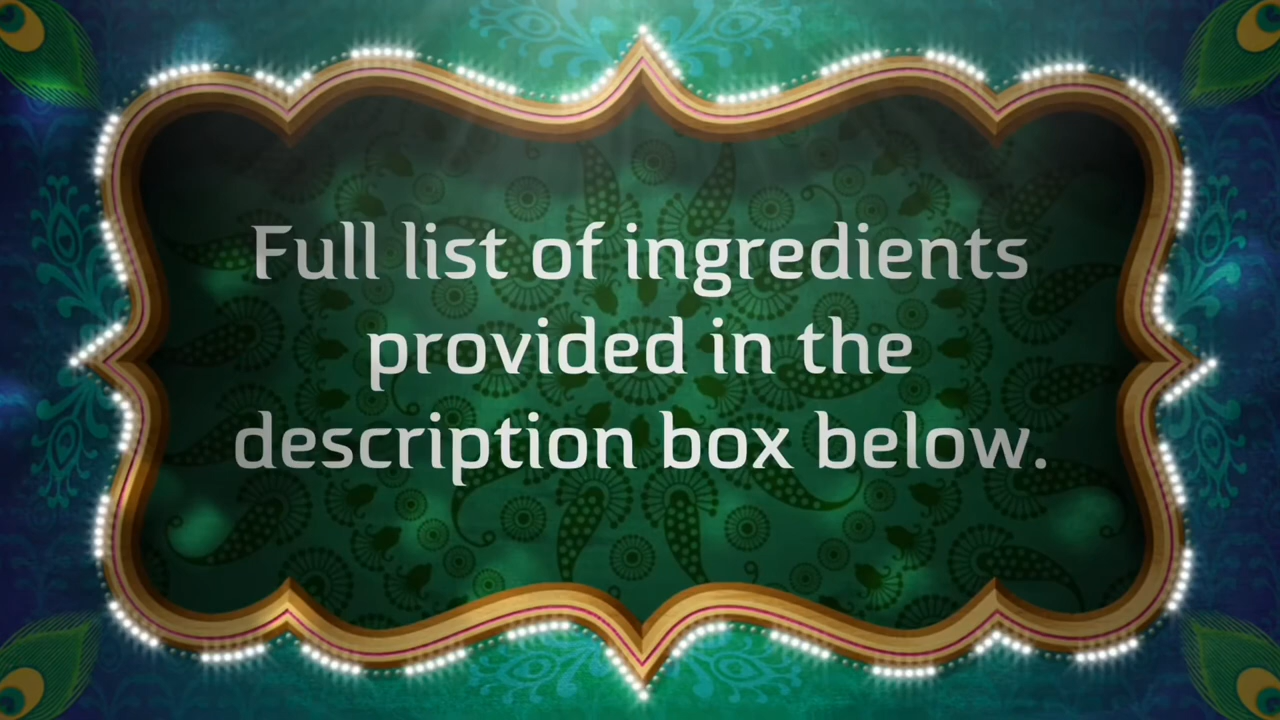 Full list of ingredients
provided in the
description box below.